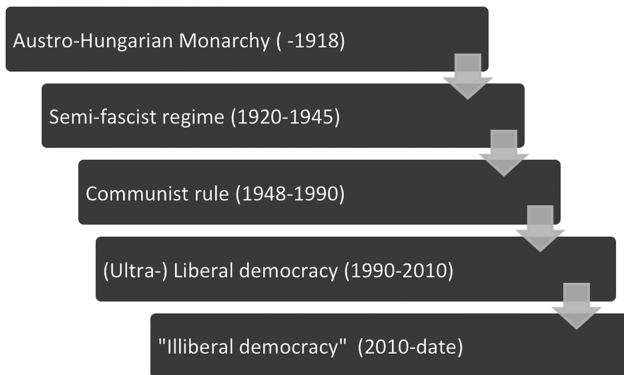 Austro-Hungarian Monarchy ( -1918)
Semi-fascist regime (1920-1945)
Communist rule (1948-1990)
(Ultra-) Liberal democracy (1990-2010)
"Illiberal democracy"  (2010-date)